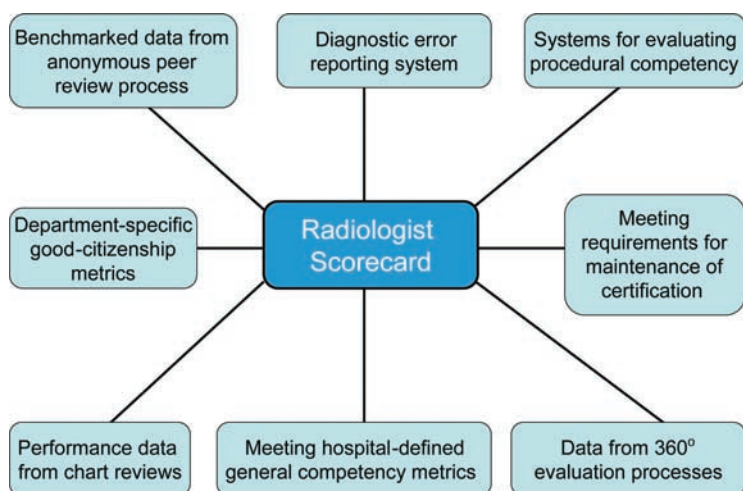 Benchmarked data from
anonymous peer
review process
Diagnostic error
reporting system
Systems for evaluating
procedural competency
Department-specific
good-citizenship
metrics
Radiologist
Scorecard
Meeting
requirements for
maintenance of
certification
Performance data
from chart reviews
Meeting hospital-defined
general competency metrics
Data from 360°
evaluation processes